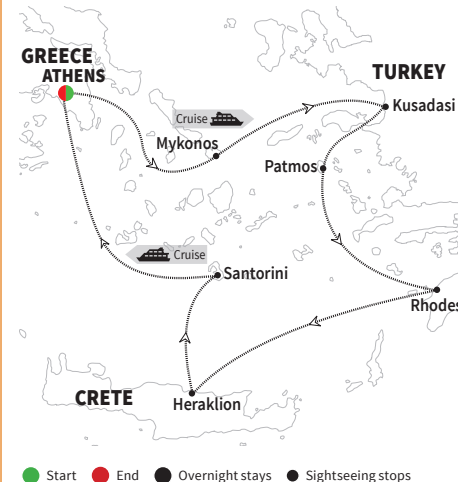 GREECE
ATHENS
TURKEY
Cruise
Kusadasi
Mykonos
Patmos
Cruise
Santorini
Rhodes
CRETE
Heraklion
Start End Overnight stays Sightseeing stops